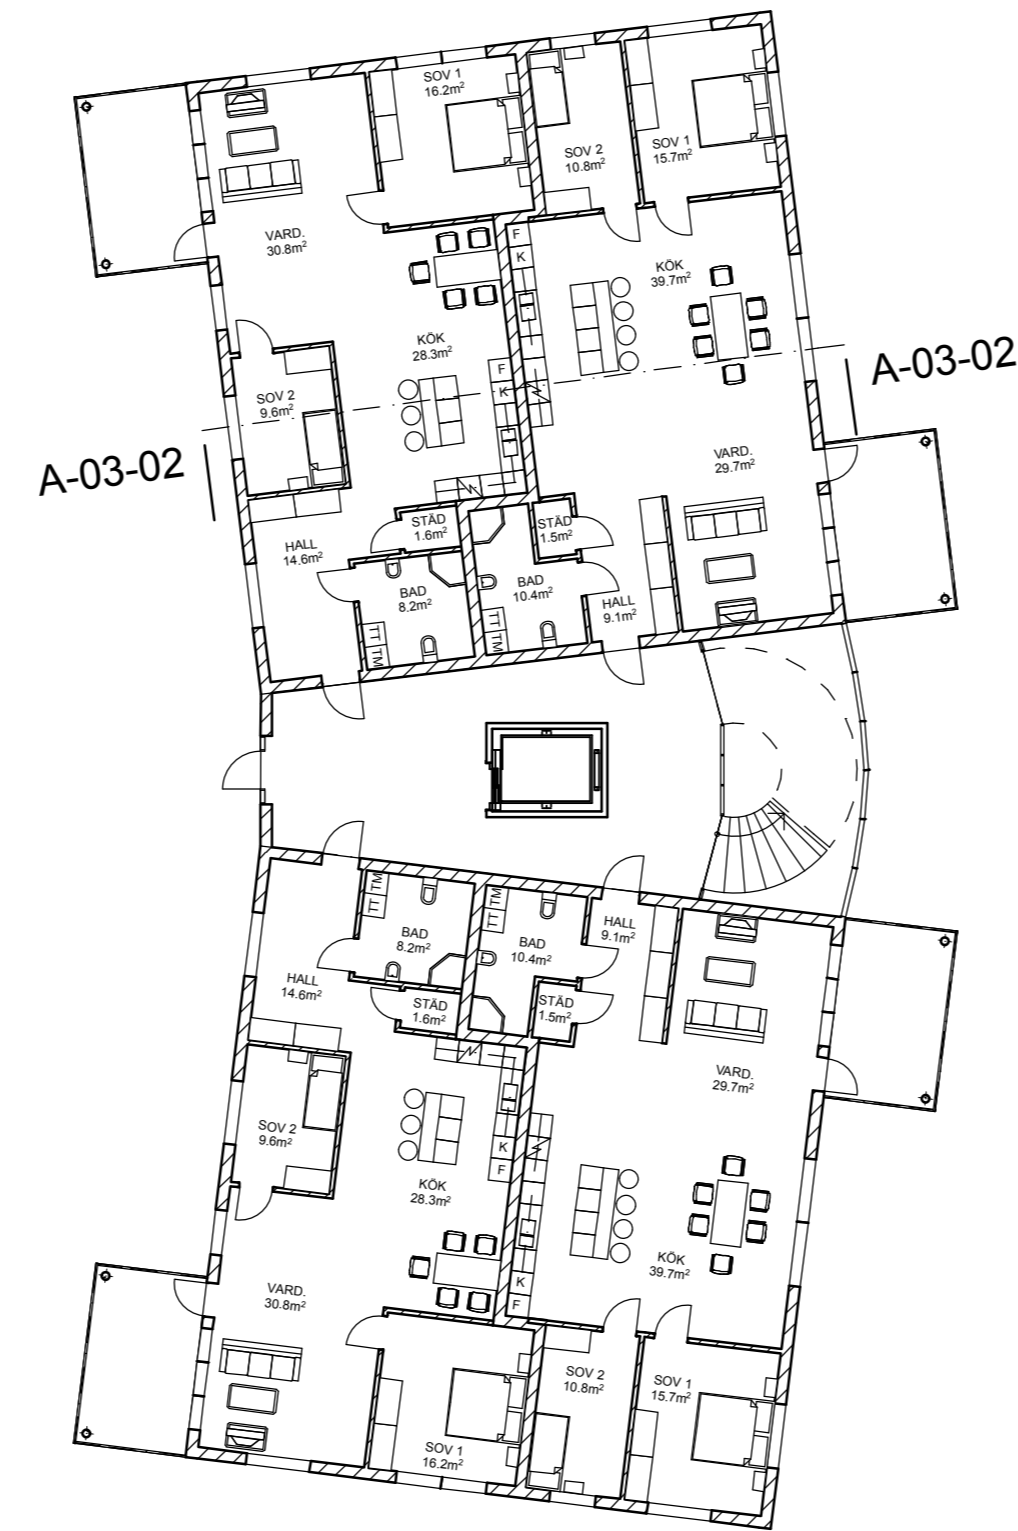 SOV 1
16.2m²
SOV 2
10.8m²
SOV 1
15.7m²
VARD.
30.8m²
F
K
KÖK
39.7m²
KÖK
28.3m²
F
K
A-03-02
SOV 2
9.6m²
A-03-02
VARD.
29.7m²
STÄD
1.6m²
STÄD
1.5m²
HALL
14.6m²
BAD
8.2m²
BAD
10.4m²
HALL
9.1m²
TT
TM
TT
TM
TM
TT
TM
TT
BAD
8.2m²
BAD
10.4m²
HALL
9.1m²
HALL
14.6m²
STÄD
1.6m²
STÄD
1.5m²
VARD.
29.7m²
SOV 2
9.6m²
K
F
KÖK
28.3m²
KÖK
39.7m²
K
F
VARD.
30.8m²
SOV 2
10.8m²
SOV 1
15.7m²
SOV 1
16.2m²